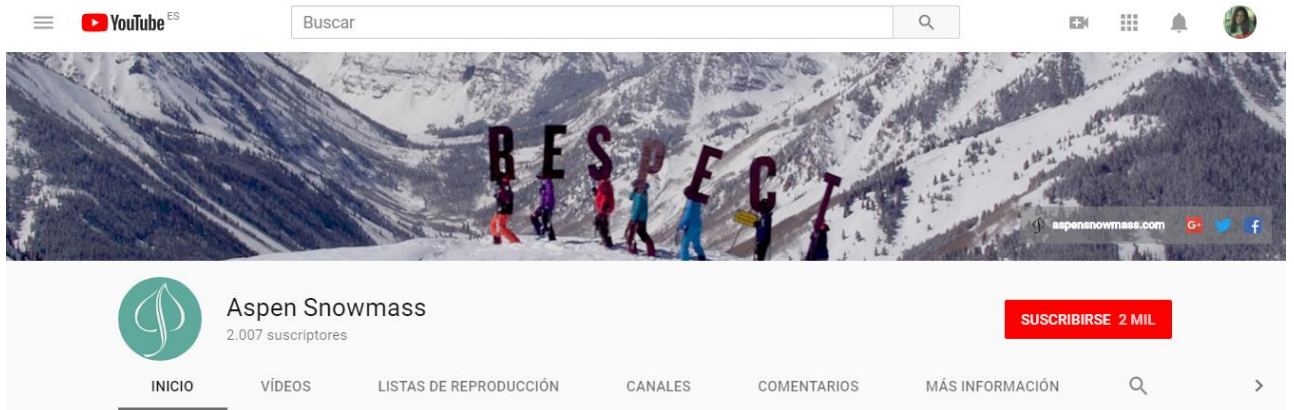 YouTube ES
Buscar
RESPECT
aspensnowmass.com G+
Aspen Snowmass
2.007 suscriptores
SUSCRIBIRSE 2 MIL
INICIO VÍDEOS LISTAS DE REPRODUCCIÓN CANALES COMENTARIOS MÁS INFORMACIÓN